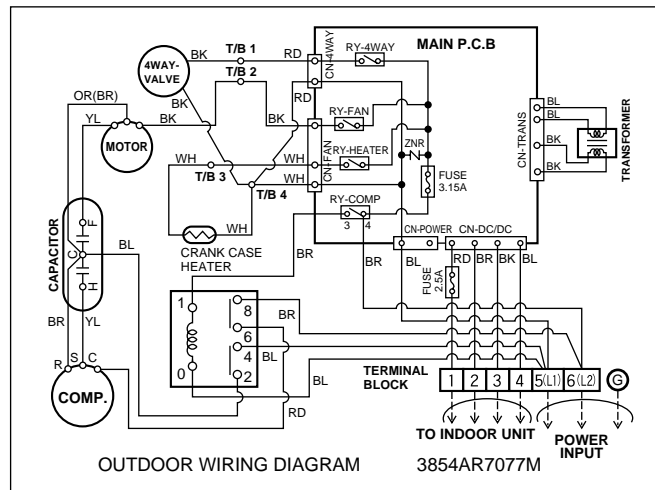 MAIN P.C.B
4WAY-
VALVE
BK
T/B 1
RD
CN-4WAY
RY-4WAY
T/B 2
RD
BK
OR(BR)
YL
MOTOR
BK
BK
RY-FAN
CN-FAN
ZNR
FUSE
3.15A
WH
T/B 3
WH
RY-HEATER
T/B 4
WH
WH
CRANK CASE
HEATER
RY-COMP
3 4
CN-TRANS
BL
BL
BK
BK
TRANSFORMER
CAPACITOR
F
C
H
BL
BR
YL
R
S
C
COMP.
BR
BR
CN-POWER
CN-DC/DC
BL
FUSE
2.5A
RD
BR
BK
BL
1
0
8
6
4
2
BR
BL
BL
RD
TERMINAL
BLOCK
1
2
3
4
5(L1)
6(L2)
G
TO INDOOR UNIT
POWER
INPUT
OUTDOOR WIRING DIAGRAM
3854AR7077M